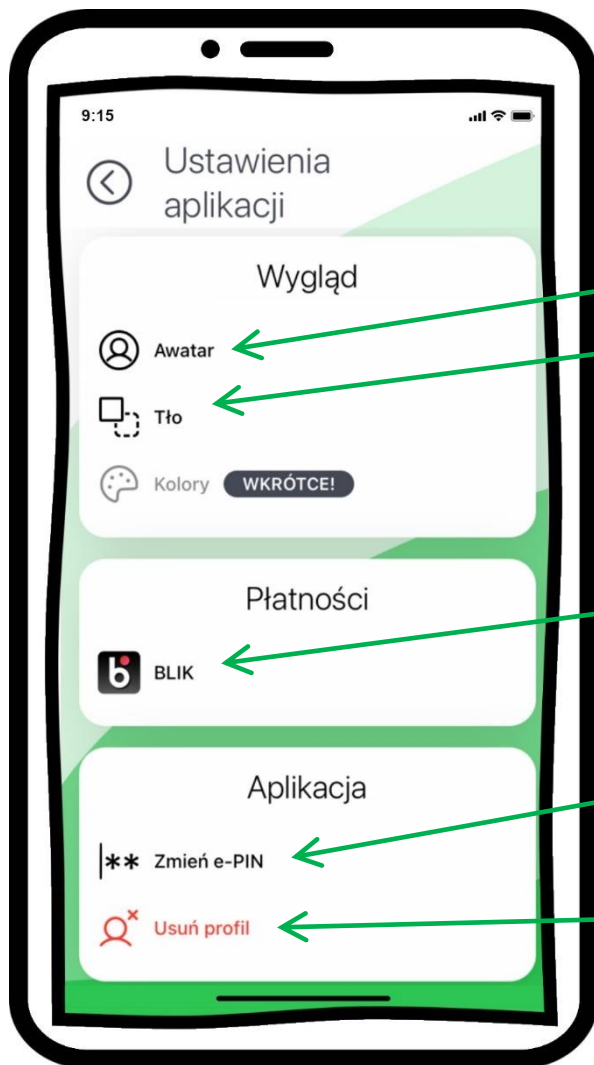 9:15
Ustawienia
aplikacji
Wygląd
Awatar
Tło
Kolory WKRÓTCE!
Płatności
BLIK
Aplikacja
** Zmień e-PIN
Usuń profil